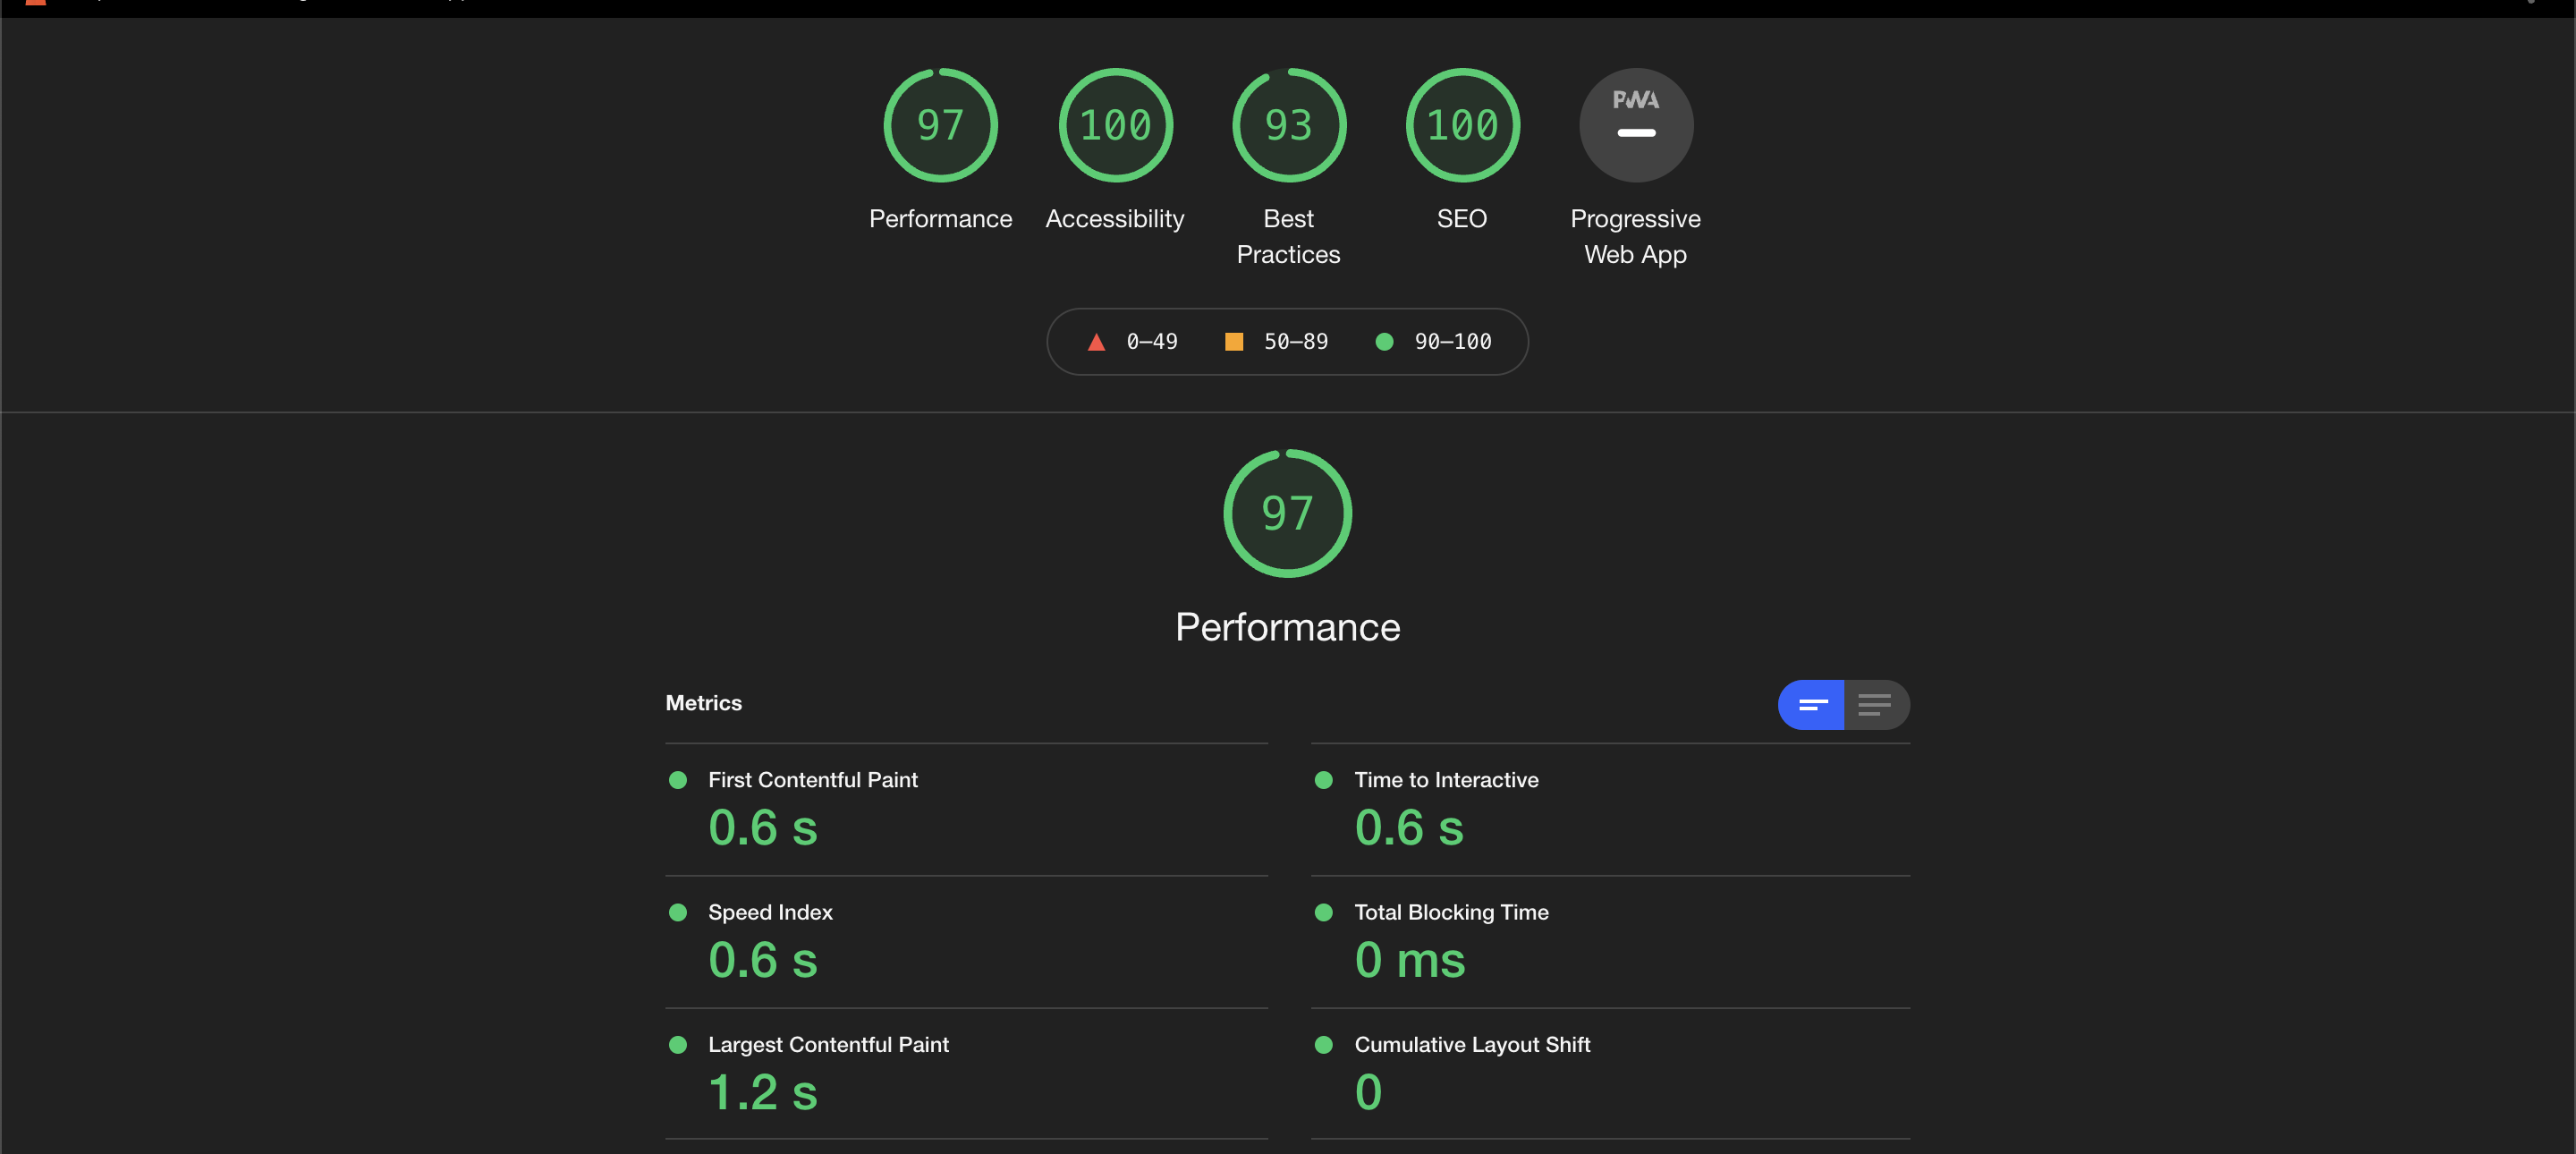 97
100
93
100
PWA
Performance
Accessibility
Best
Practices
SEO
Progressive
Web App
0–49
50–89
90–100
97
Performance
Metrics
First Contentful Paint
0.6 s
Time to Interactive
0.6 s
Speed Index
0.6 s
Total Blocking Time
0 ms
Largest Contentful Paint
1.2 s
Cumulative Layout Shift
0